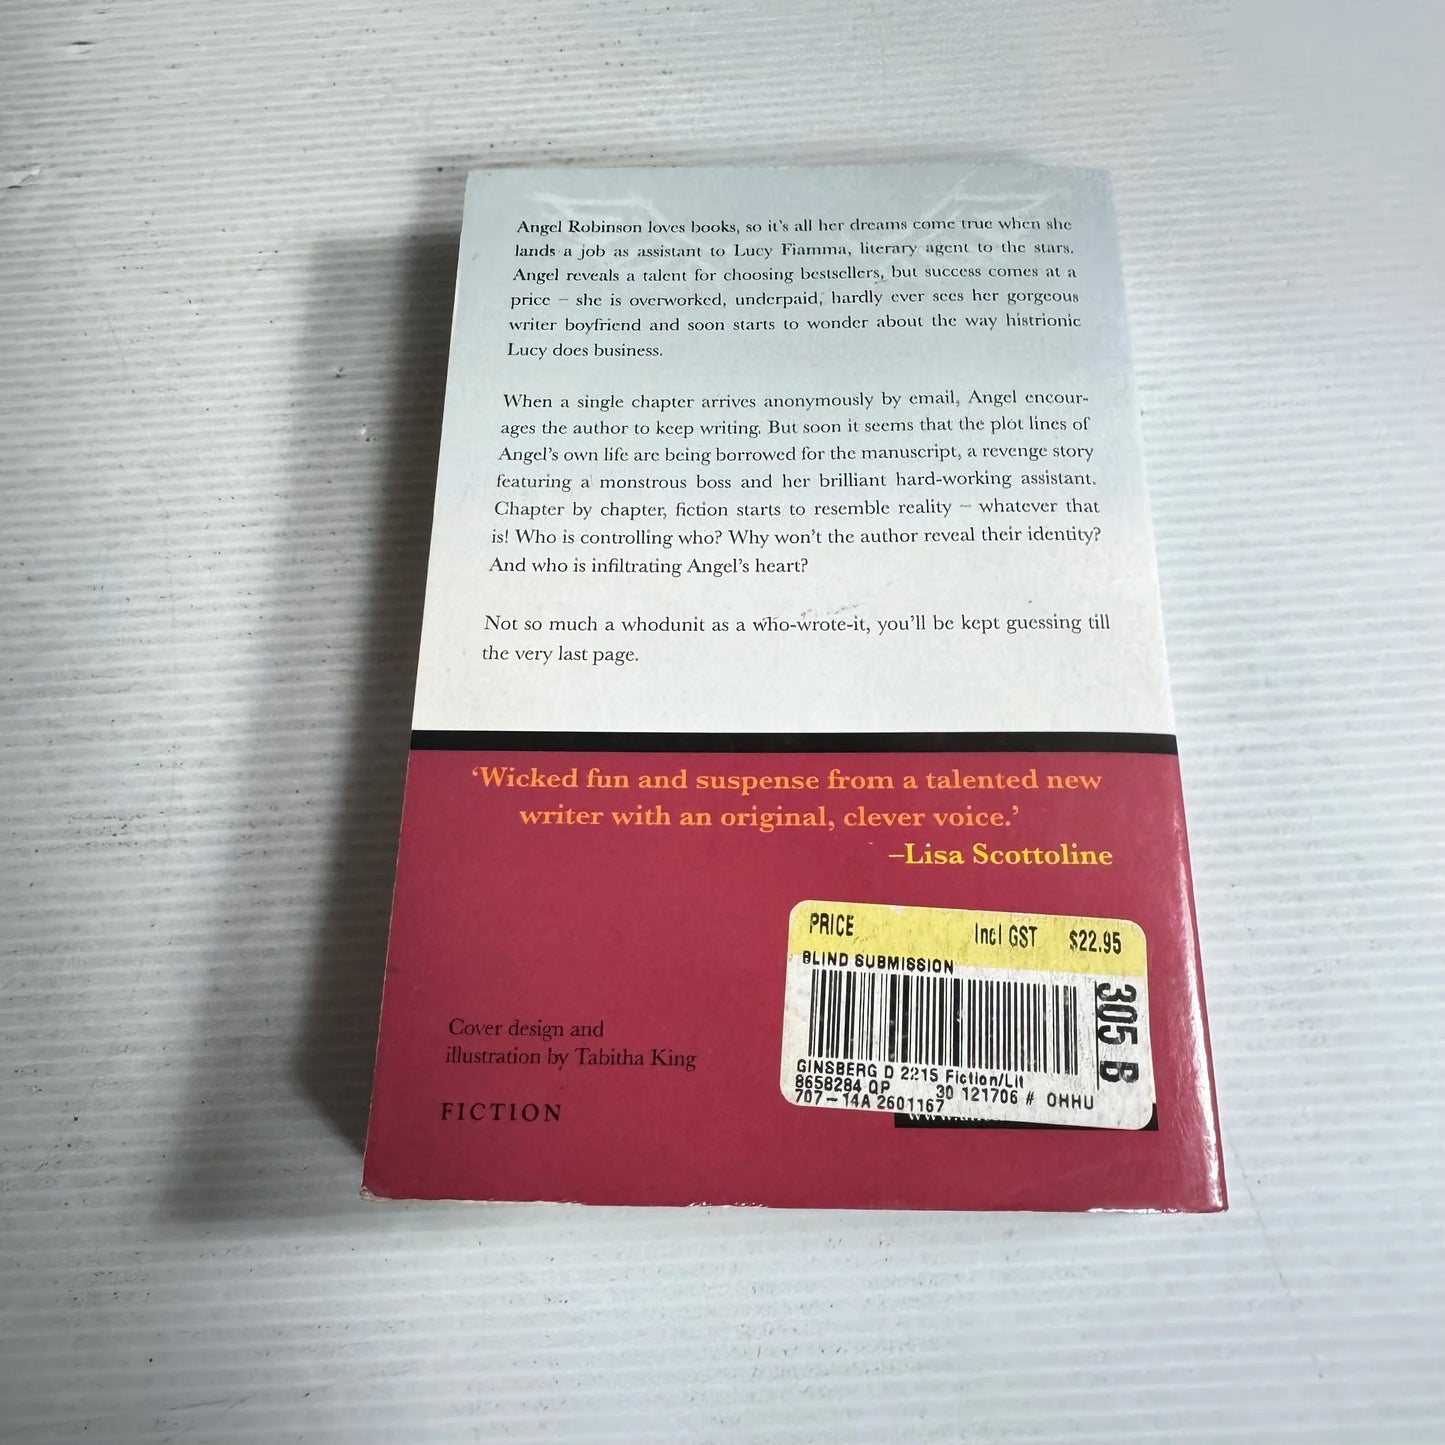 Angel Robinson loves books, so it's all her dreams come true when she
lands a job as assistant to Lucy Fiamma, literary agent to the stars.
Angel reveals a talent for choosing bestsellers, but success comes at a
price – she is overworked, underpaid, hardly ever sees her gorgeous
writer boyfriend and soon starts to wonder about the way histrionic
Lucy does business.
When a single chapter arrives anonymously by email, Angel encour-
ages the author to keep writing. But soon it seems that the plot lines of
Angel's own life are being borrowed for the manuscript, a revenge story
featuring a monstrous boss and her brilliant hard-working assistant.
Chapter by chapter, fiction starts to resemble reality – whatever that
is! Who is controlling who? Why won't the author reveal their identity?
And who is infiltrating Angel's heart?
Not so much a whodunit as a who-wrote-it, you'll be kept guessing till
the very last page.
'Wicked fun and suspense from a talented new
writer with an original, clever voice.'
–Lisa Scottoline
PRICE Incl GST $22.95
BLIND SUBMISSION
305 B
GINSBERG D 2215 Fiction/Lit
8658284 QP 30 121706 # OHHU
707-14A 2601167
Cover design and
illustration by Tabitha King
FICTION